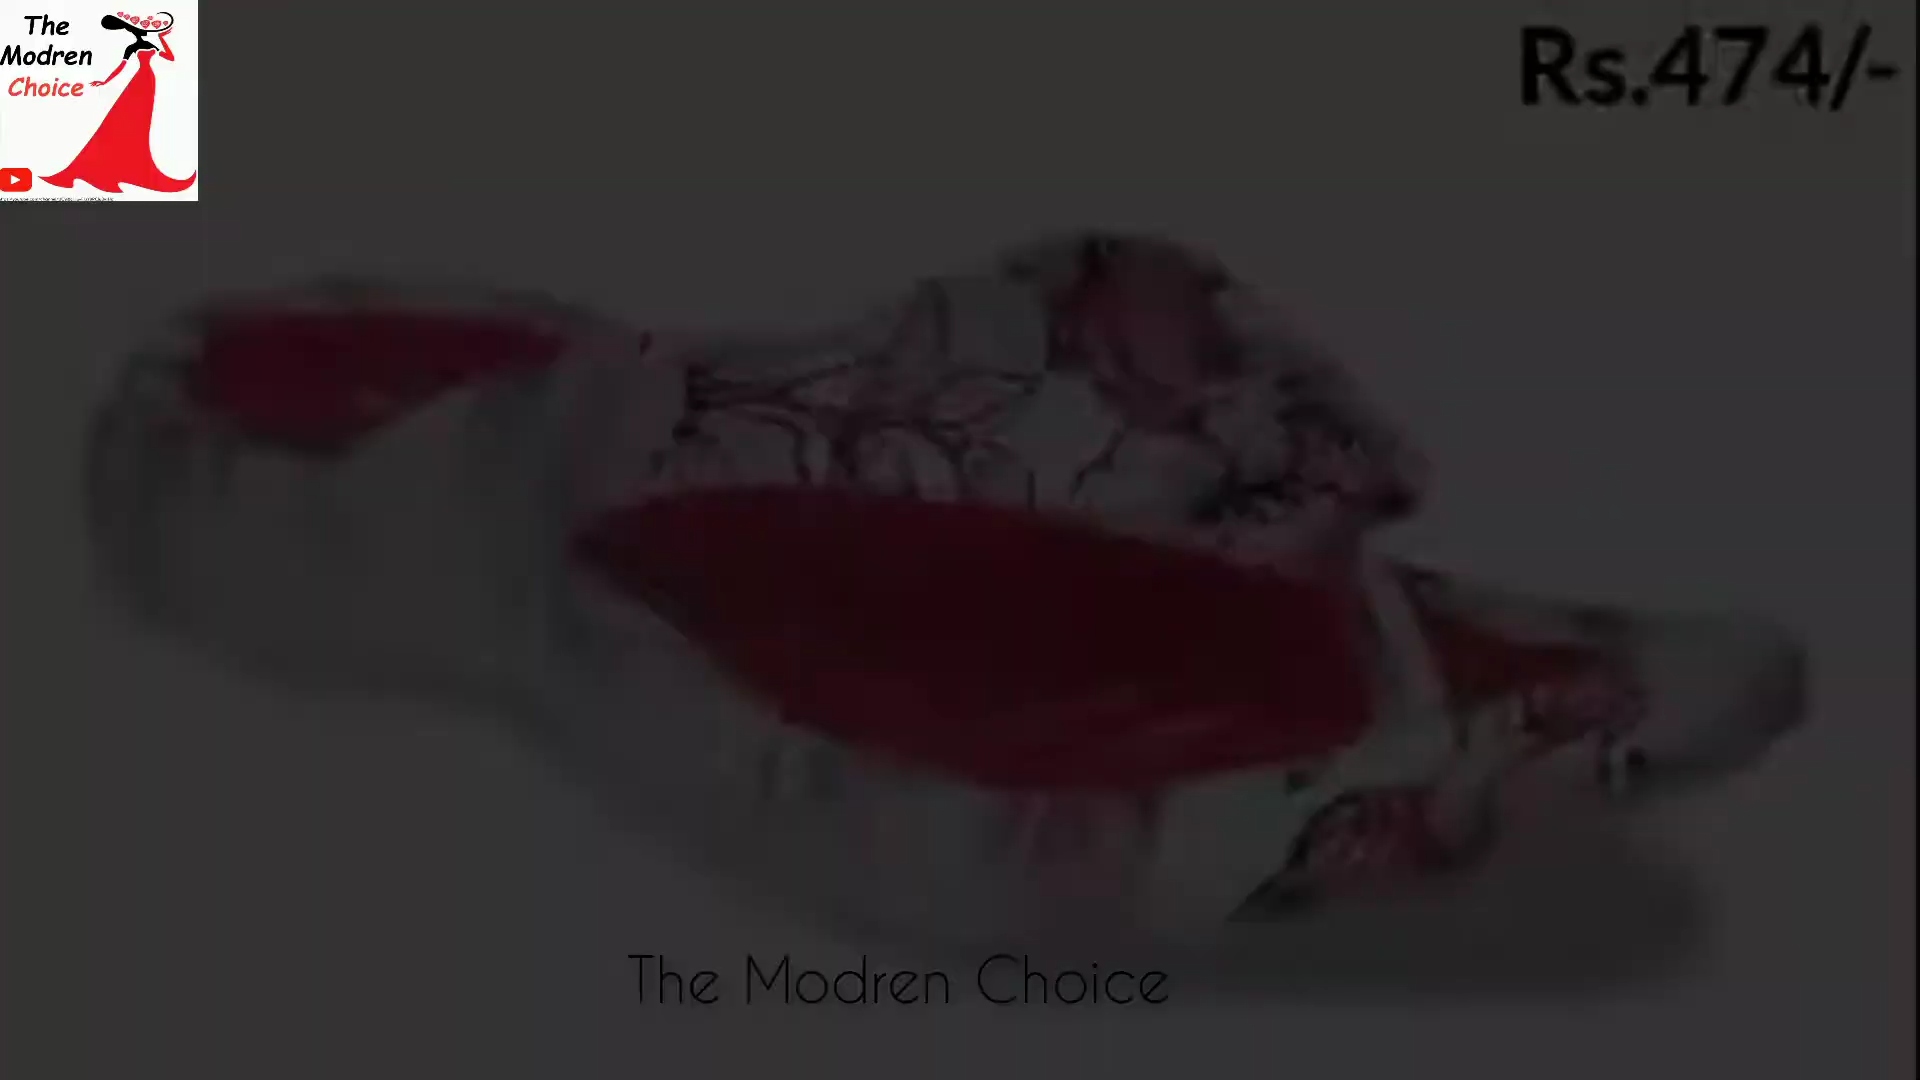 The
Modren
Choice
Rs.474/-
The Modren Choice